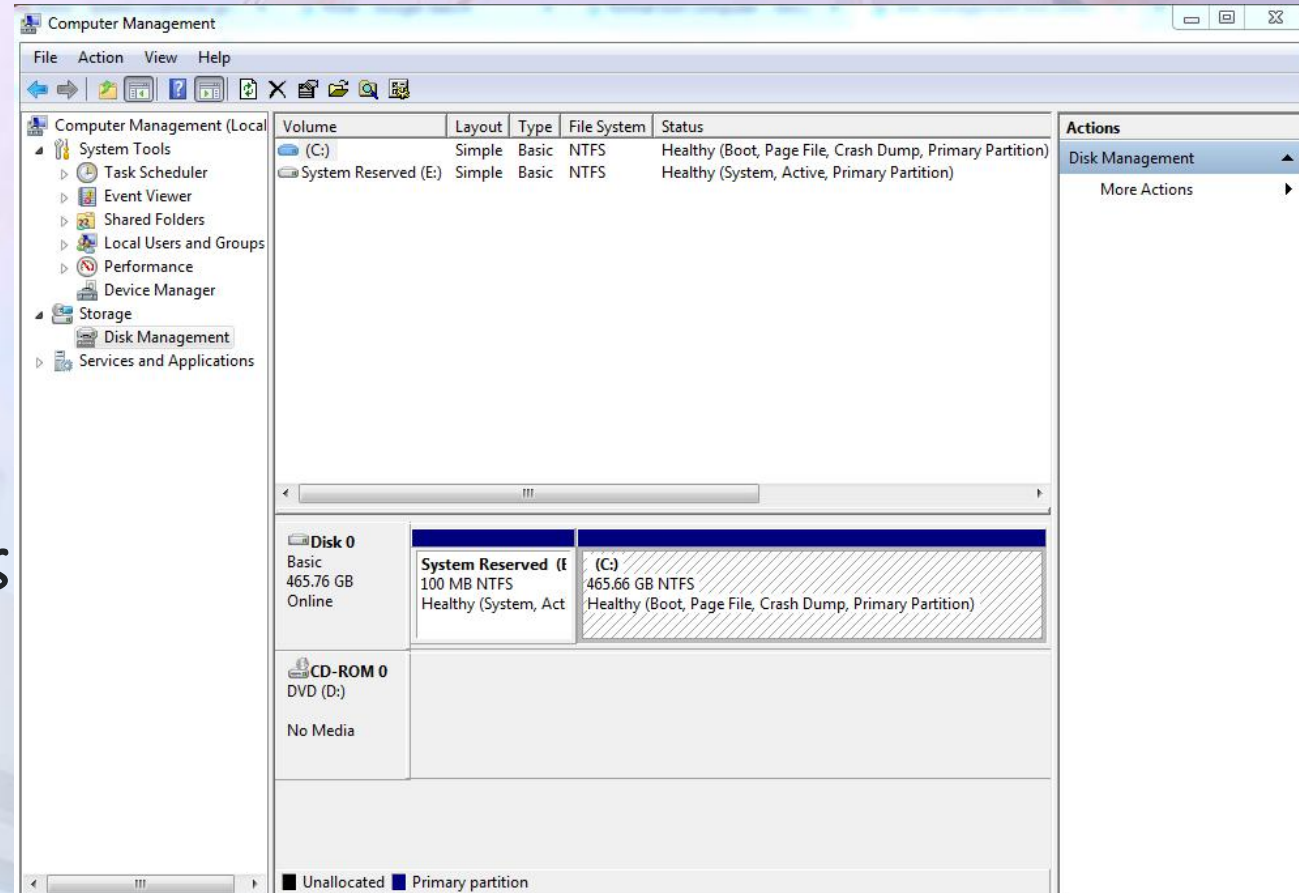 Computer Management
File Action View Help
Computer Management (Local
System Tools
Task Scheduler
Event Viewer
Shared Folders
Local Users and Groups
Performance
Device Manager
Storage
Disk Management
Services and Applications
Volume Layout Type File System Status
(C:) Simple Basic NTFS Healthy (Boot, Page File, Crash Dump, Primary Partition)
System Reserved (E:) Simple Basic NTFS Healthy (System, Active, Primary Partition)
Actions
Disk Management
More Actions
Disk 0
Basic
465.76 GB
Online
System Reserved (E
100 MB NTFS
Healthy (System, Act
(C:)
465.66 GB NTFS
Healthy (Boot, Page File, Crash Dump, Primary Partition)
CD-ROM 0
DVD (D:)
No Media
Unallocated Primary partition